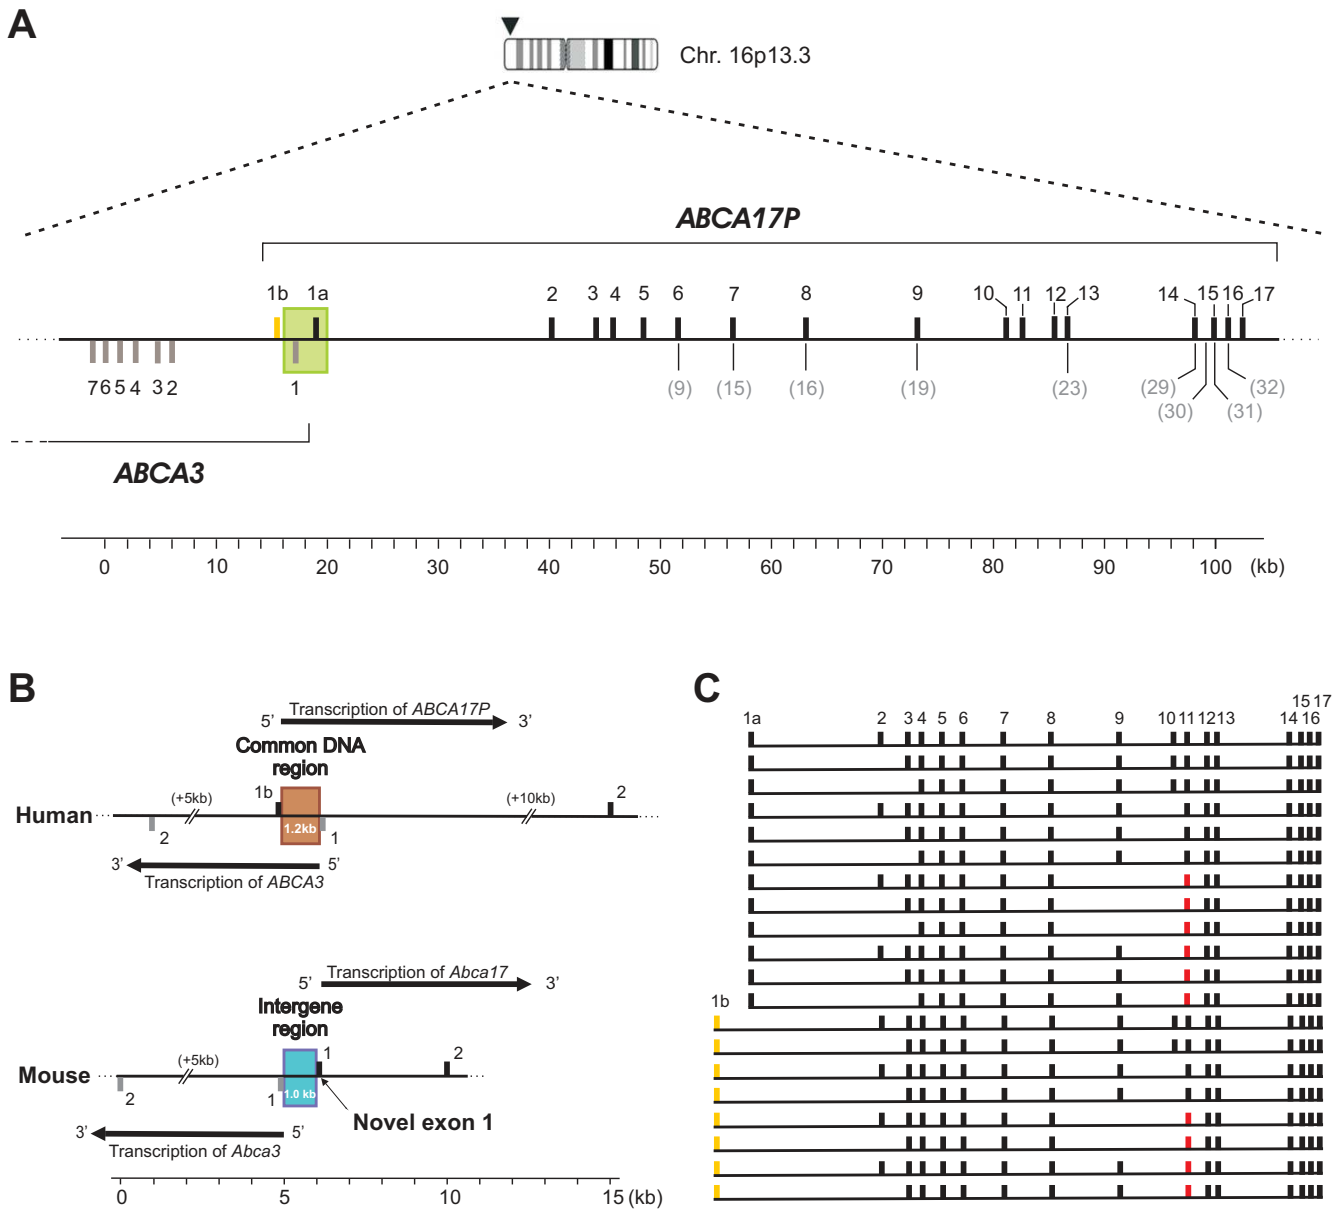 A
Chr. 16p13.3
ABCA17P
1b 1a 2 3 4 5 6 7 8 9 10 11 12 13 14 15 16 17
7 6 5 4 3 2 1 (9) (15) (16) (19) (23) (29) (32)
(30) (31)
ABCA3
0 10 20 30 40 50 60 70 80 90 100 (kb)
B
Transcription of ABCA17P
5’ 3’
Common DNA
region
1b (+5kb) (+10kb) 2
Human
1.2kb
2 1
3’ 5’
Transcription of ABCA3
Transcription of Abca17
5’ 3’
Intergene
region
(+5kb) 1 2
Mouse
1.0 kb
2 1
Novel exon 1
3’ 5’
Transcription of Abca3
0 5 10 15 (kb)
C
15 17
1a 2 3 4 5 6 7 8 9 10 11 12 13 14 16
1b